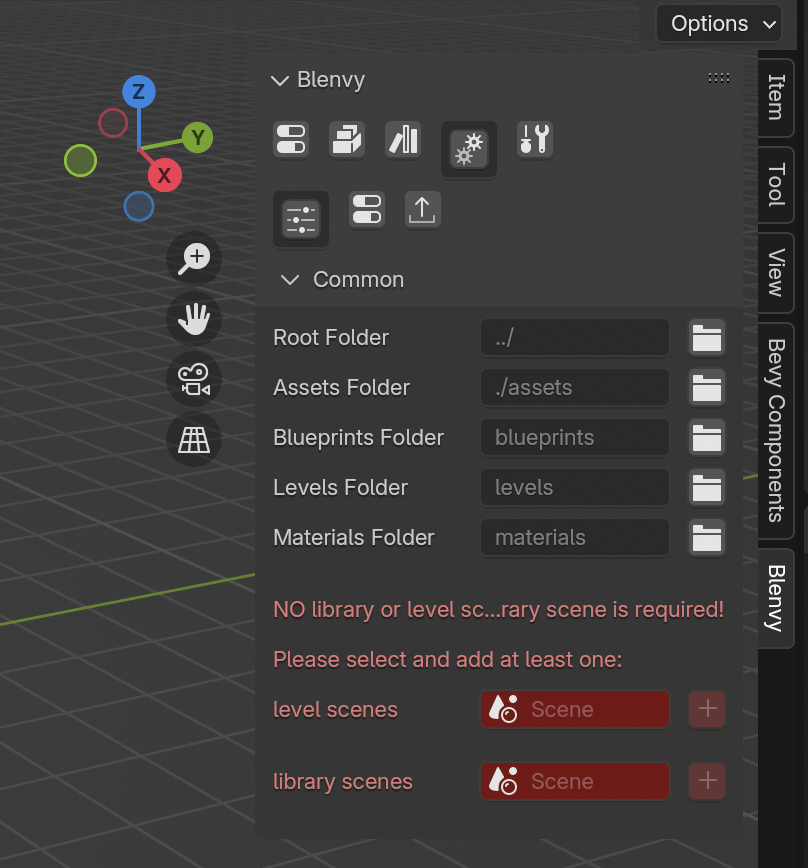 Options
Z
Y
X
Blenvy
Common
Root Folder ../
Assets Folder ./assets
Blueprints Folder blueprints
Levels Folder levels
Materials Folder materials
NO library or level sc...rary scene is required!
Please select and add at least one:
level scenes Scene
library scenes Scene
Item
Tool
View
Bevy Components
Blenvy